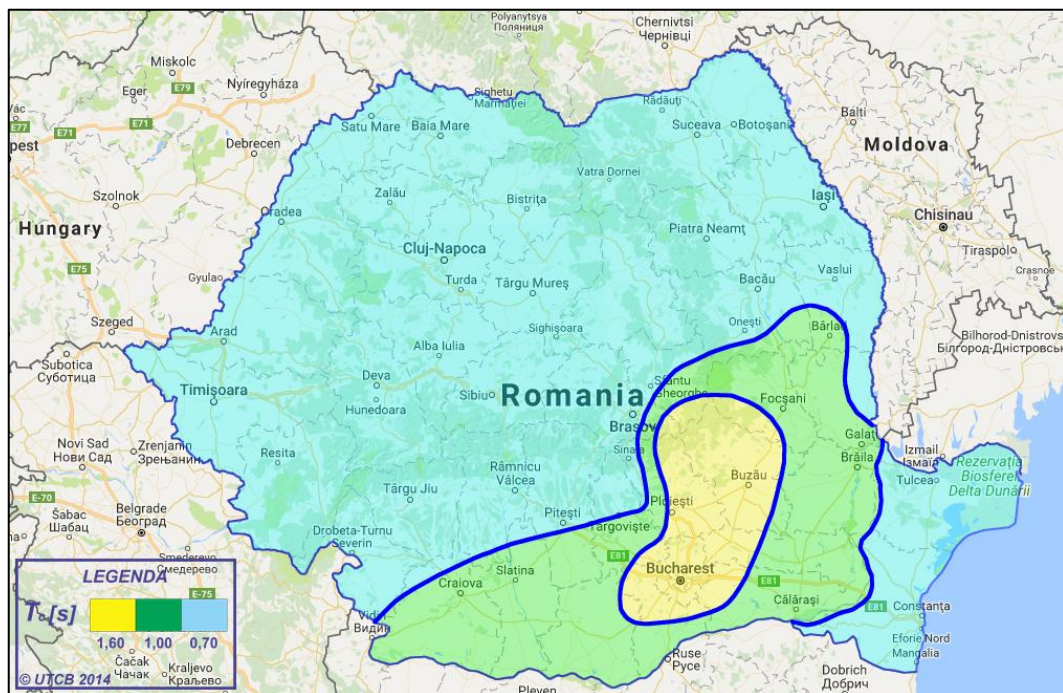 Polyanytsya
Поляниця
Chernivtsi
Чернівці
Miskolc
Nyíregyháza
Eger
E79
Sighetu
Marmației
Rădăuți
Bălți
Vác
E77
E71
E71
pest
Satu Mare
Baia Mare
Suceava
Botoșani
Moldova
Debrecen
Vatra Dornei
Szolnok
Zalău
Bistrița
Iași
Oradea
Chisinau
Hungary
Cluj-Napoca
Piatra Neamț
Tiraspol
E75
Gyula
Turda
Târgu Mureș
Bacău
Vaslui
Crasnoe
Szeged
Arad
Sighișoara
Onești
Bârlad
Bilhorod-Dnistrovs
Білгород-Дністровсь
Subotica
Суботица
Alba Iulia
Deva
Timișoara
Hunedoara
Sibiu
Romania
Sfântu
Gheorghe
Focșani
Brașov
Novi Sad
Нови Сад
Zrenjanin
Зрењанин
Resita
Sinaia
Galați
Izmail
Ізмаїл
Râmnicu
Vâlcea
Buzău
Brăila
Rezervația
Biosferei
Delta Dunării
Tulcea
E-70
Târgu Jiu
Ploiești
Šabac
Шабац
Belgrade
Београд
Drobeta-Turnu
Severin
Pitești
Târgoviște
Smederevo
Смедерево
E81
Bucharest
E81
LEGENDA
E-75
Craiova
Slatina
Călărași
E81
Constanța
T c [s]
1,60 1,00 0,70
Vidin
Видин
Eforie Nord
Mangalia
Čačak
Чачак
Kraljevo
Краљево
Ruse
Русе
Dobrich
Добрич
© UTCB 2014
Pleven